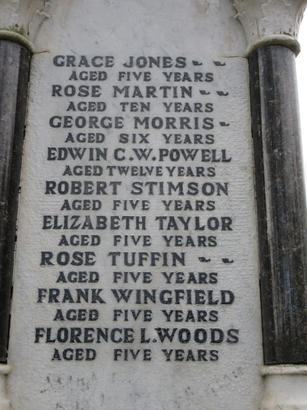 GRACE JONES
AGED FIVE YEARS
ROSE MARTIN
AGED TEN YEARS
GEORGE MORRIS
AGED SIX YEARS
EDWIN C.W. POWELL
AGED TWELVE YEARS
ROBERT STIMSON
AGED FIVE YEARS
ELIZABETH TAYLOR
AGED FIVE YEARS
ROSE TUFFIN
AGED FIVE YEARS
FRANK WINGFIELD
AGED FIVE YEARS
FLORENCE L. WOODS
AGED FIVE YEARS